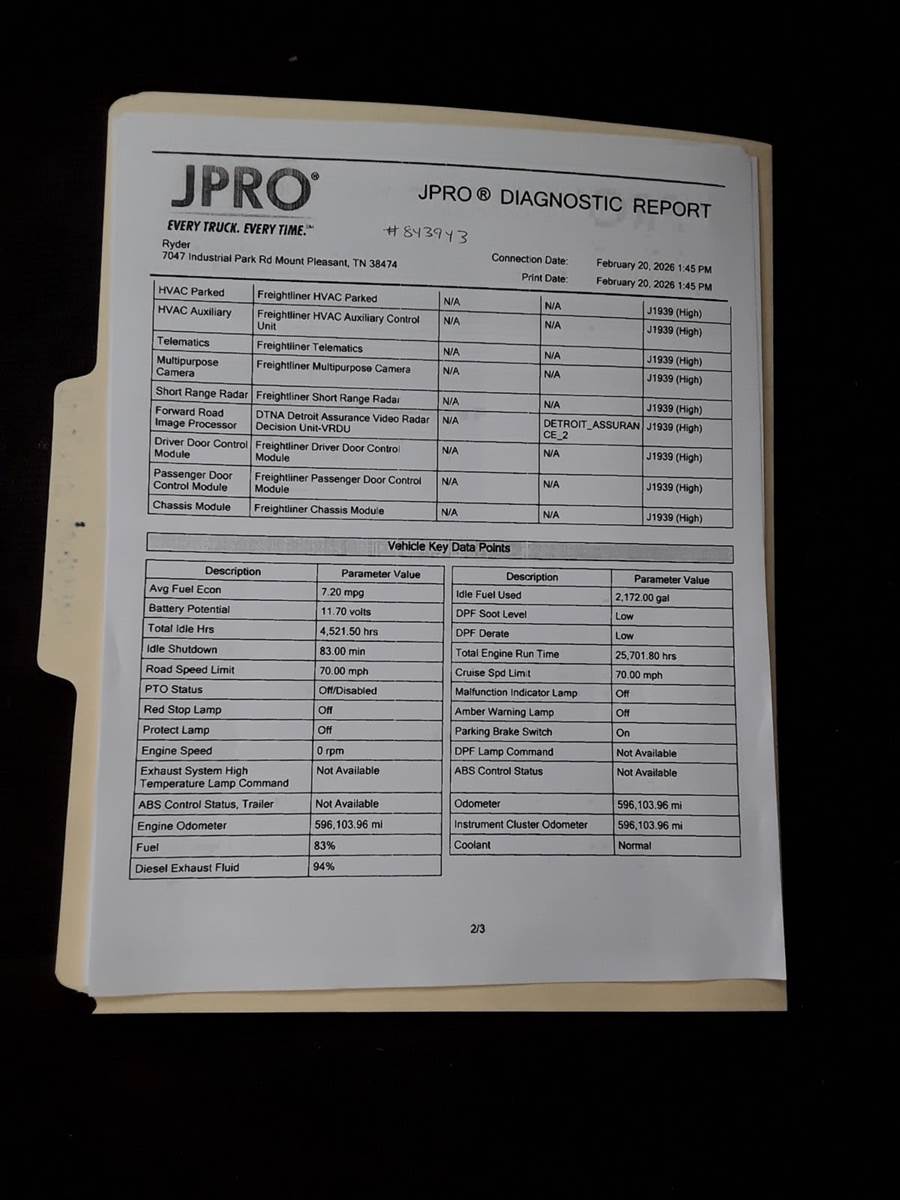 JPRO®
JPRO® DIAGNOSTIC REPORT
EVERY TRUCK. EVERY TIME.℠
#843943
Ryder
7047 Industrial Park Rd Mount Pleasant, TN 38474
Connection Date: February 20, 2026 1:45 PM
Print Date: February 20, 2026 1:45 PM
HVAC Parked Freightliner HVAC Parked N/A N/A J1939 (High)
HVAC Auxiliary Freightliner HVAC Auxiliary Control N/A N/A J1939 (High)
Unit
Telematics Freightliner Telematics N/A N/A J1939 (High)
Multipurpose Freightliner Multipurpose Camera N/A N/A J1939 (High)
Camera
Short Range Radar Freightliner Short Range Radar N/A N/A J1939 (High)
Forward Road DTNA Detroit Assurance Video Radar N/A DETROIT_ASSURAN J1939 (High)
Image Processor Decision Unit-VRDU CE_2
Driver Door Control Freightliner Driver Door Control N/A N/A J1939 (High)
Module Module
Passenger Door Freightliner Passenger Door Control N/A N/A J1939 (High)
Control Module Module
Chassis Module Freightliner Chassis Module N/A N/A J1939 (High)
Vehicle Key Data Points
Description Parameter Value Description Parameter Value
Avg Fuel Econ 7.20 mpg Idle Fuel Used 2,172.00 gal
Battery Potential 11.70 volts DPF Soot Level Low
Total Idle Hrs 4,521.50 hrs DPF Derate Low
Idle Shutdown 83.00 min Total Engine Run Time 25,701.80 hrs
Road Speed Limit 70.00 mph Cruise Spd Limit 70.00 mph
PTO Status Off/Disabled Malfunction Indicator Lamp Off
Red Stop Lamp Off Amber Warning Lamp Off
Protect Lamp Off Parking Brake Switch On
Engine Speed 0 rpm DPF Lamp Command Not Available
Exhaust System High Not Available ABS Control Status Not Available
Temperature Lamp Command
ABS Control Status, Trailer Not Available Odometer 596,103.96 mi
Engine Odometer 596,103.96 mi Instrument Cluster Odometer 596,103.96 mi
Fuel 83% Coolant Normal
Diesel Exhaust Fluid 94%
2/3